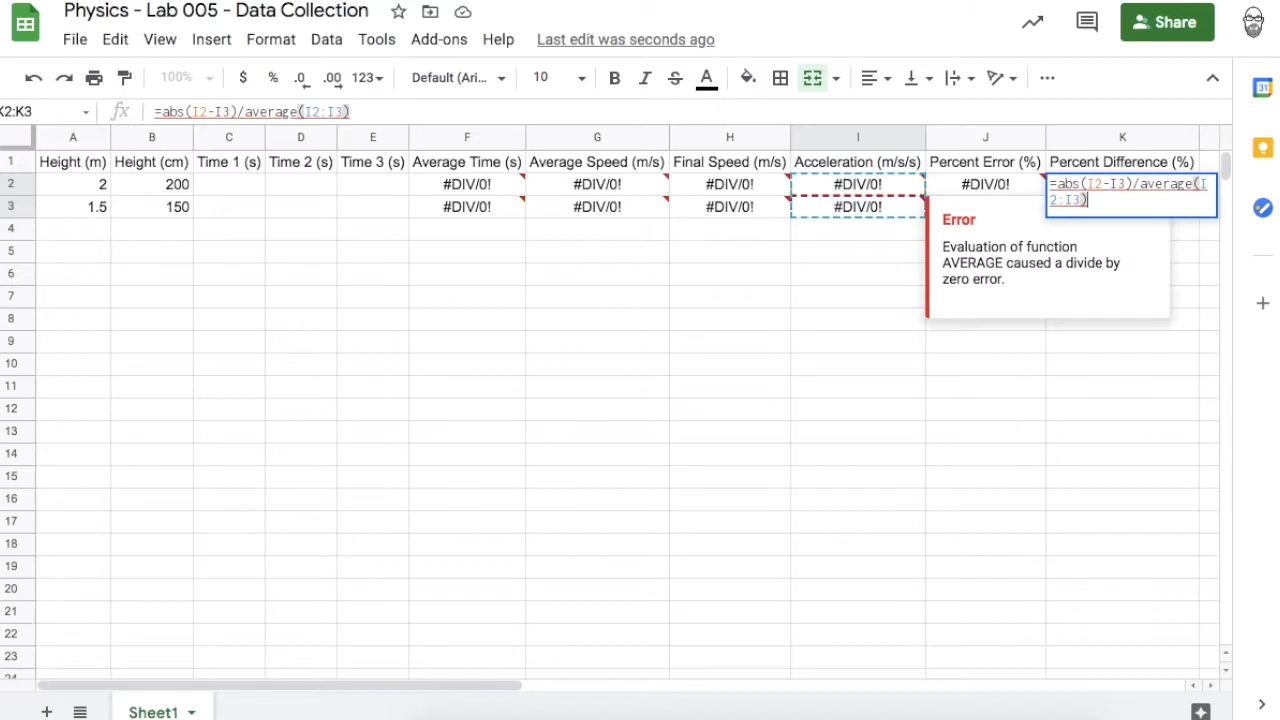 Physics - Lab 005 - Data Collection
File Edit View Insert Format Data Tools Add-ons Help Last edit was seconds ago
Share
100% $ % .0 .00 123 Default (Ari... 10 B I S A
K2:K3 fx =abs(I2-I3)/average(I2:I3)
A B C D E F G H I J K
1 Height (m) Height (cm) Time 1 (s) Time 2 (s) Time 3 (s) Average Time (s) Average Speed (m/s) Final Speed (m/s) Acceleration (m/s/s) Percent Error (%) Percent Difference (%)
2 2 200 #DIV/0! #DIV/0! #DIV/0! #DIV/0! #DIV/0! =abs(I2-I3)/average(I
3 1.5 150 #DIV/0! #DIV/0! #DIV/0! #DIV/0! 2:I3)
Error
Evaluation of function
AVERAGE caused a divide by
zero error.
4
5
6
7
8
9
10
11
12
13
14
15
16
17
18
19
20
21
22
23
24
Sheet1
31